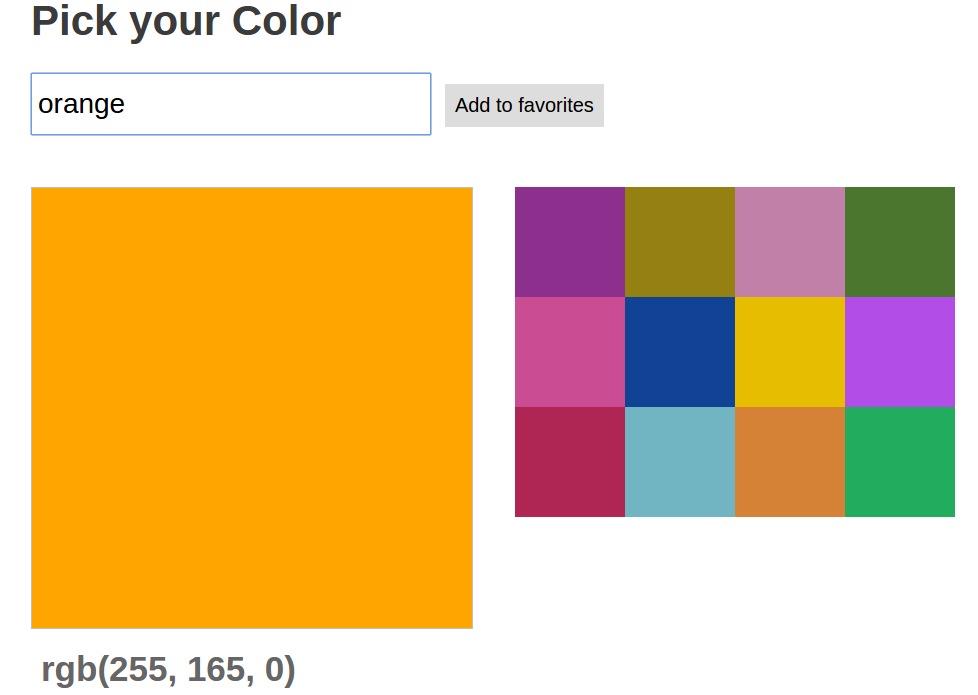 Pick your Color
orange
Add to favorites
rgb(255, 165, 0)